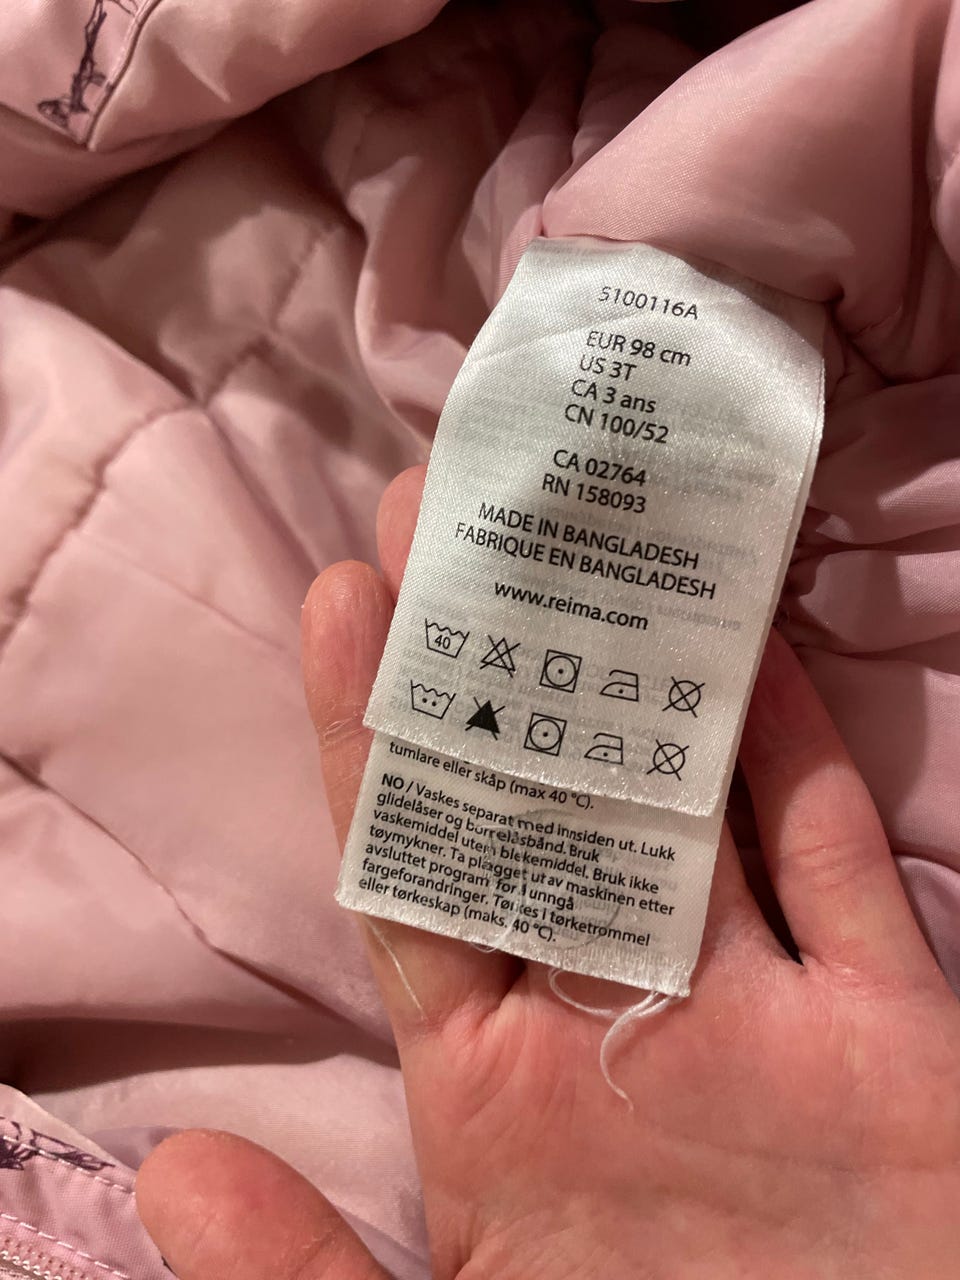 5100116A
EUR 98 cm
US 3T
CA 3 ans
CN 100/52
CA 02764
RN 158093
MADE IN BANGLADESH
FABRIQUE EN BANGLADESH
www.reima.com
40
tumlare eller skåp (max 40 °C).
NO / Vaskes separat med innsiden ut. Lukk
glidelåser og borrelåsbånd. Bruk
vaskemiddel uten blekemiddel. Bruk ikke
tøymykner. Ta plagget ut av maskinen etter
avsluttet program for å unngå
fargeforandringer. Tørkes i tørketrommel
eller tørkeskap (maks. 40 °C).